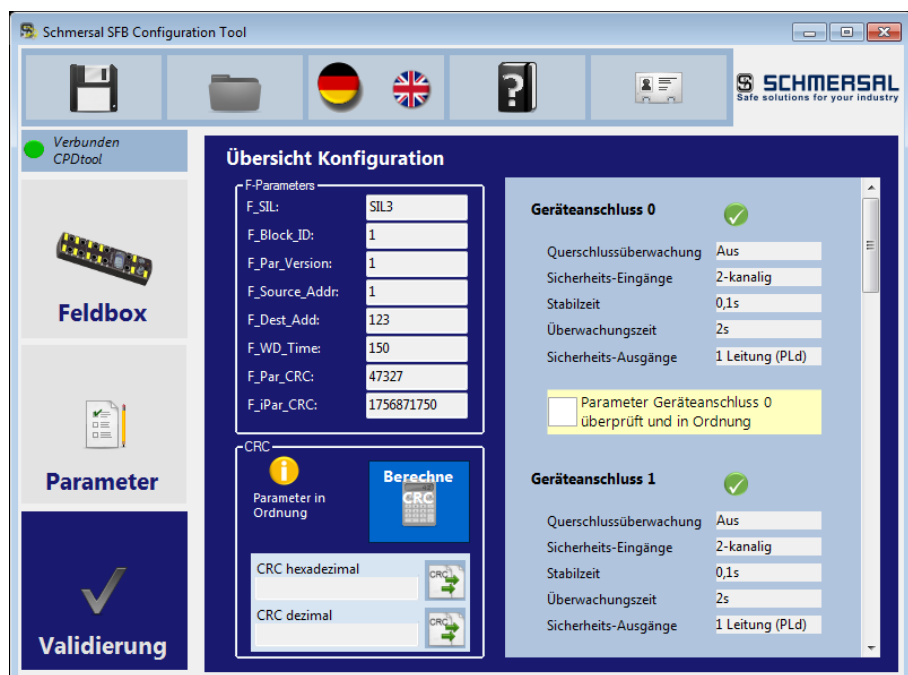 Schmersal SFB Configuration Tool
?
SCHMERSAL
Safe solutions for your industry
Verbunden
CPDtool
Feldbox
Parameter
Validierung
Übersicht Konfiguration
F-Parameters
F_SIL: SIL3
F_Block_ID: 1
F_Par_Version: 1
F_Source_Addr: 1
F_Dest_Add: 123
F_WD_Time: 150
F_Par_CRC: 47327
F_iPar_CRC: 1756871750
CRC
Parameter in
Ordnung
Berechne
CRC
CRC hexadezimal
CRC
CRC dezimal
CRC
Geräteanschluss 0
Querschlussüberwachung Aus
Sicherheits-Eingänge 2-kanalig
Stabilzeit 0,1s
Überwachungszeit 2s
Sicherheits-Ausgänge 1 Leitung (PLd)
Parameter Geräteanschluss 0
überprüft und in Ordnung
Geräteanschluss 1
Querschlussüberwachung Aus
Sicherheits-Eingänge 2-kanalig
Stabilzeit 0,1s
Überwachungszeit 2s
Sicherheits-Ausgänge 1 Leitung (PLd)